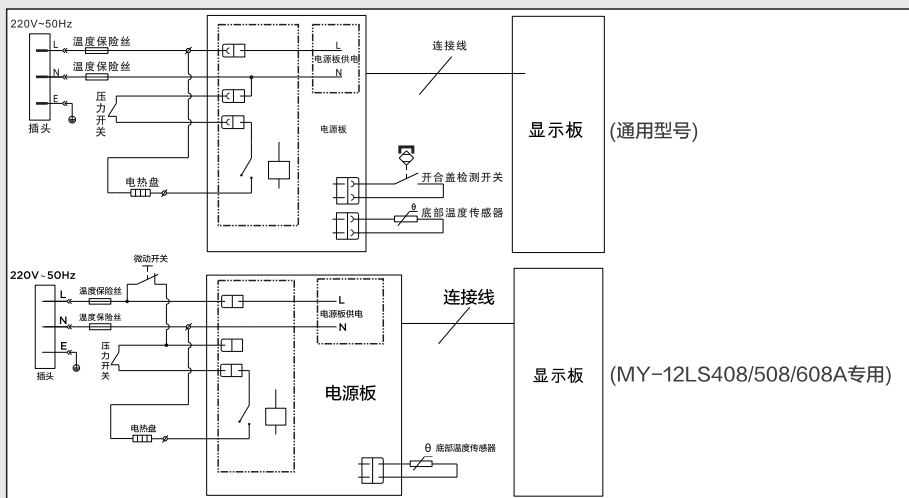 220V~50Hz
L
温度保险丝
N
温度保险丝
E
插头
压力开关
电热盘
L
电源板供电
N
电源板
连接线
开合盖检测开关
θ
底部温度传感器
显示板
(通用型号)
微动开关
220V~50Hz
L
温度保险丝
N
温度保险丝
E
插头
压力开关
电热盘
L
电源板供电
N
电源板
连接线
θ 底部温度传感器
显示板
(MY-12LS408/508/608A专用)